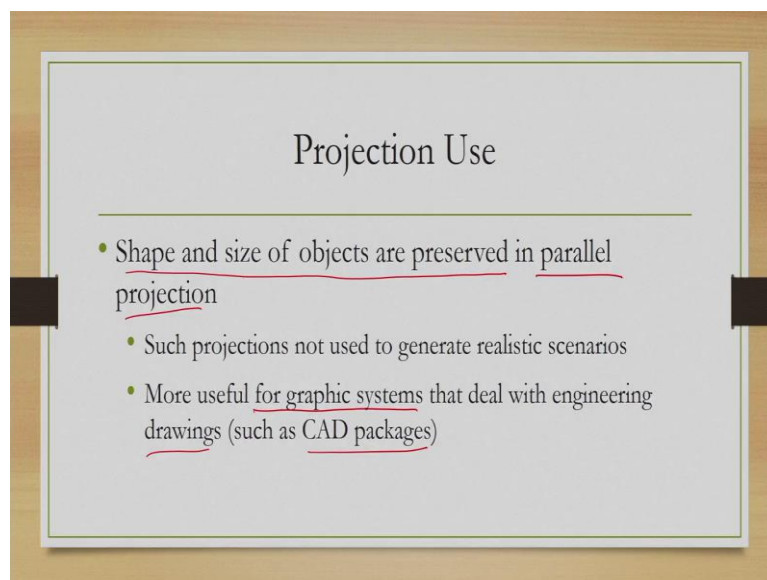 Projection Use
• Shape and size of objects are preserved in parallel
projection
• Such projections not used to generate realistic scenarios
• More useful for graphic systems that deal with engineering
drawings (such as CAD packages)